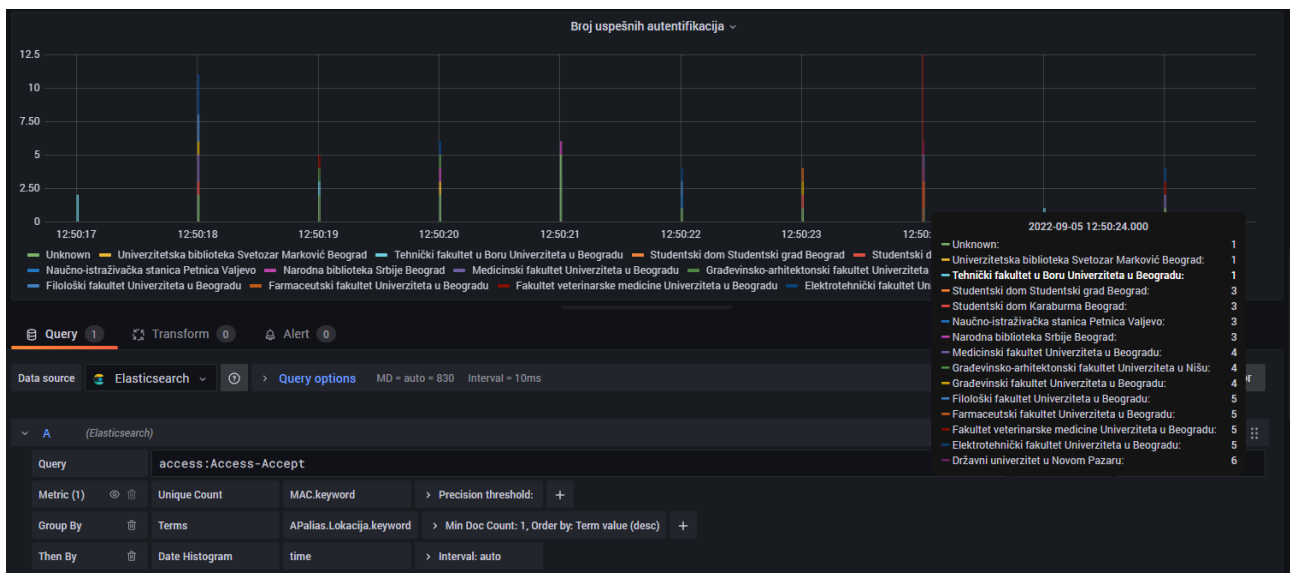 Broj uspešnih autentifikacija
12.5
10
7.50
5
2.50
0
12:50:17 12:50:18 12:50:19 12:50:20 12:50:21 12:50:22 12:50:23 12:50:
Unknown Univerzitetska biblioteka Svetozar Marković Beograd Tehnički fakultet u Boru Univerziteta u Beogradu Studentski dom Studentski grad Beograd Studentski d
Naučno-istraživačka stanica Petnica Valjevo Narodna biblioteka Srbije Beograd Medicinski fakultet Univerziteta u Beogradu Građevinsko-arhitektonski fakultet Univerziteta
Filološki fakultet Univerziteta u Beogradu Farmaceutski fakultet Univerziteta u Beogradu Fakultet veterinarske medicine Univerziteta u Beogradu Elektrotehnički fakultet Un
2022-09-05 12:50:24.000
Unknown: 1
Univerzitetska biblioteka Svetozar Marković Beograd: 1
Tehnički fakultet u Boru Univerziteta u Beogradu: 1
Studentski dom Studentski grad Beograd: 3
Studentski dom Karaburma Beograd: 3
Naučno-istraživačka stanica Petnica Valjevo: 3
Narodna biblioteka Srbije Beograd: 3
Medicinski fakultet Univerziteta u Beogradu: 4
Građevinsko-arhitektonski fakultet Univerziteta u Nišu: 4
Građevinski fakultet Univerziteta u Beogradu: 4
Filološki fakultet Univerziteta u Beogradu: 5
Farmaceutski fakultet Univerziteta u Beogradu: 5
Fakultet veterinarske medicine Univerziteta u Beogradu: 5
Elektrotehnički fakultet Univerziteta u Beogradu: 5
Državni univerzitet u Novom Pazaru: 6
Query 1 Transform 0 Alert 0
Data source Elasticsearch Query options MD = auto = 830 Interval = 10ms
A (Elasticsearch)
Query access:Access-Accept
Metric (1) Unique Count MAC.keyword Precision threshold: +
Group By Terms APalias.Lokacija.keyword Min Doc Count: 1, Order by: Term value (desc) +
Then By Date Histogram time Interval: auto